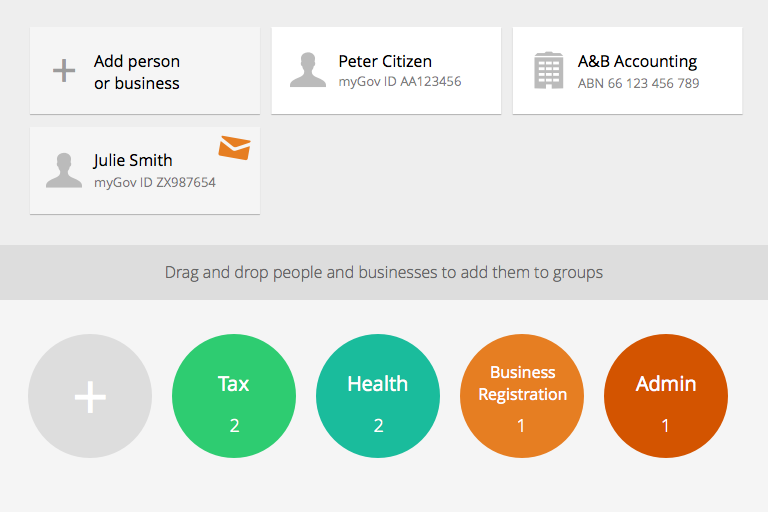 Add person
or business
Peter Citizen
myGov ID AA123456
A&B Accounting
ABN 66 123 456 789
Julie Smith
myGov ID ZX987654
Drag and drop people and businesses to add them to groups
Tax
2
Health
2
Business
Registration
1
Admin
1